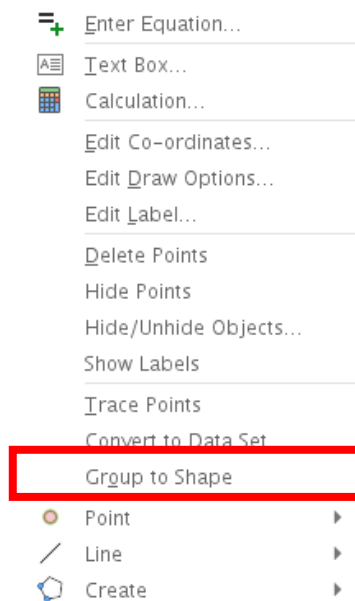 Enter Equation...
Text Box...
Calculation...
Edit Co-ordinates...
Edit Draw Options...
Edit Label...
Delete Points
Hide Points
Hide/Unhide Objects...
Show Labels
Trace Points
Convert to Data Set
Group to Shape
Point
Line
Create